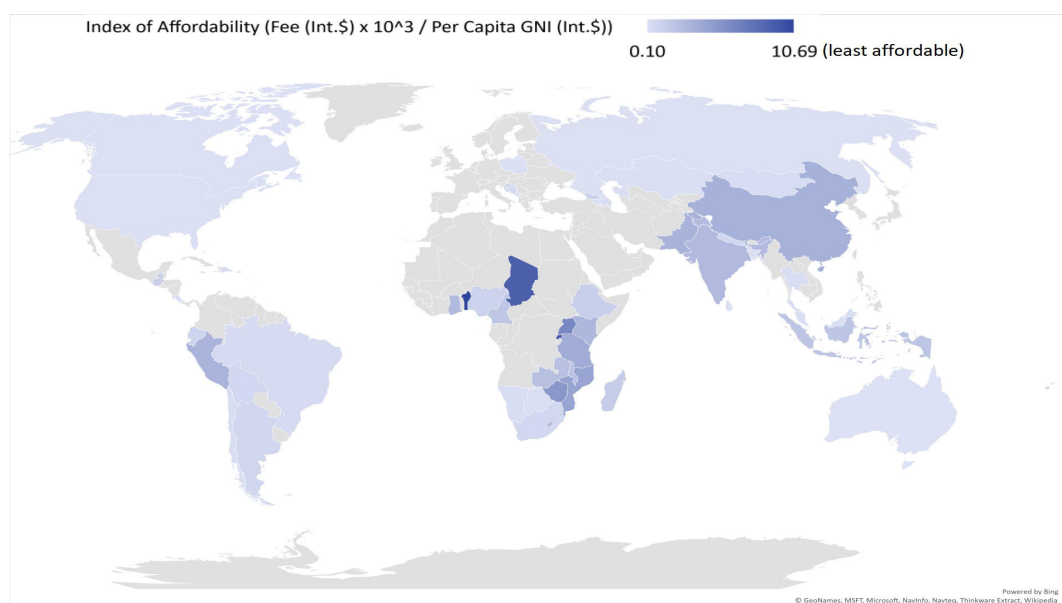 Index of Affordability (Fee (Int.$) x 10^3 / Per Capita GNI (Int.$))
0.10 10.69 (least affordable)
Powered by Bing
© GeoNames, MSFT, Microsoft, NavInfo, Navteq, Thinkware Extract, Wikipedia